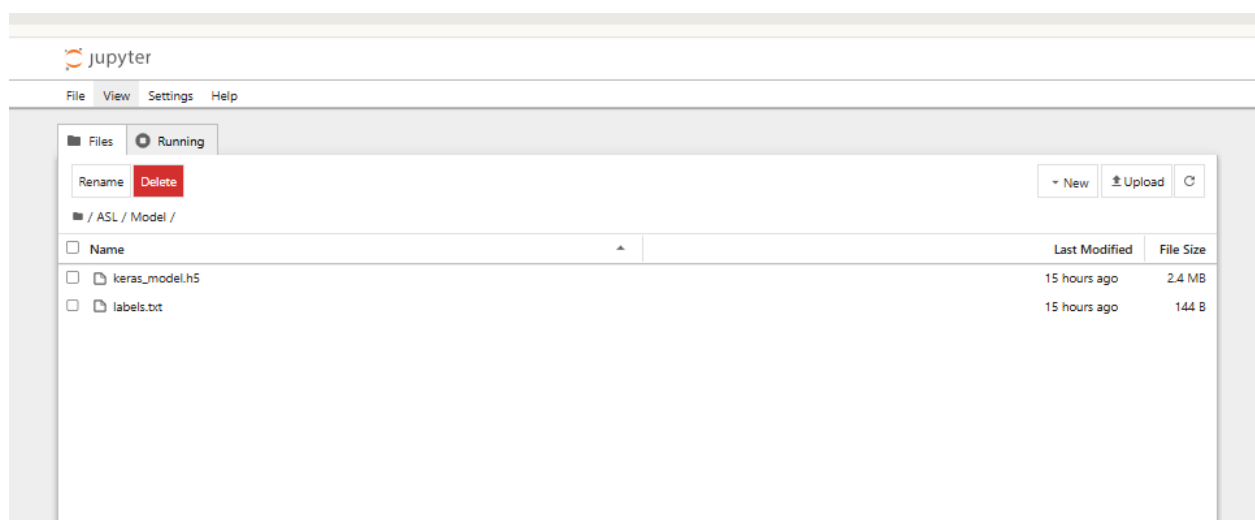 jupyter
File View Settings Help
Files Running
Rename Delete New Upload
/ ASL / Model /
Name Last Modified File Size
keras_model.h5 15 hours ago 2.4 MB
labels.txt 15 hours ago 144 B